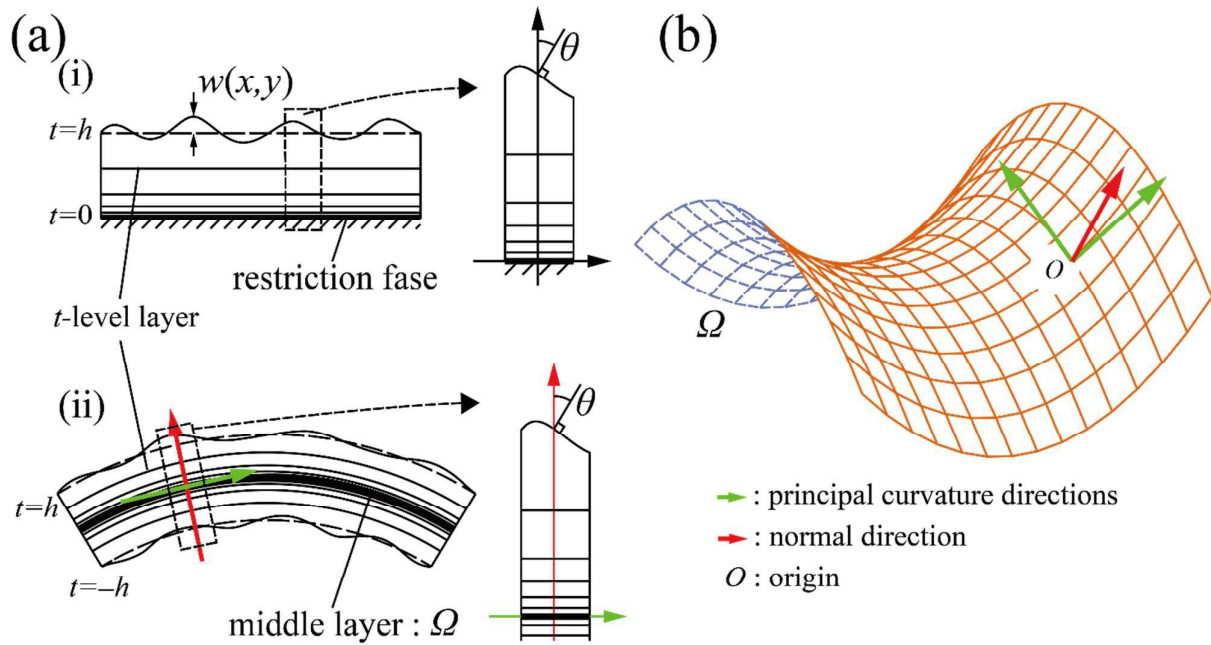 (a)
(i)
w(x,y)
θ
t=h
t=0
restriction fase
t-level layer
(ii)
θ
t=h
t=–h
middle layer : Ω
(b)
O
Ω
: principal curvature directions
: normal direction
O : origin